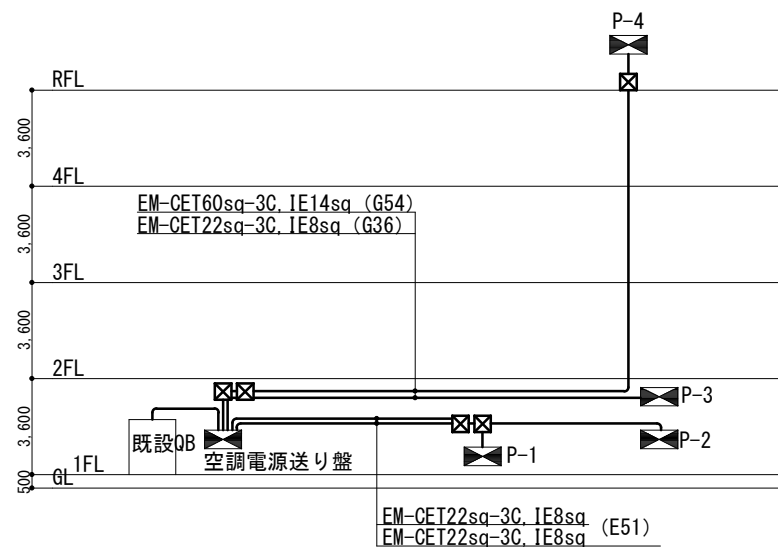 P-4
RFL
3,600
4FL
EM-CET60sq-3C, IE14sq (G54)
EM-CET22sq-3C, IE8sq (G36)
3,600
3FL
3,600
2FL
P-3
3,600
既設QB
空調電源送り盤
P-1
P-2
1FL
500
GL
EM-CET22sq-3C, IE8sq
EM-CET22sq-3C, IE8sq
(E51)